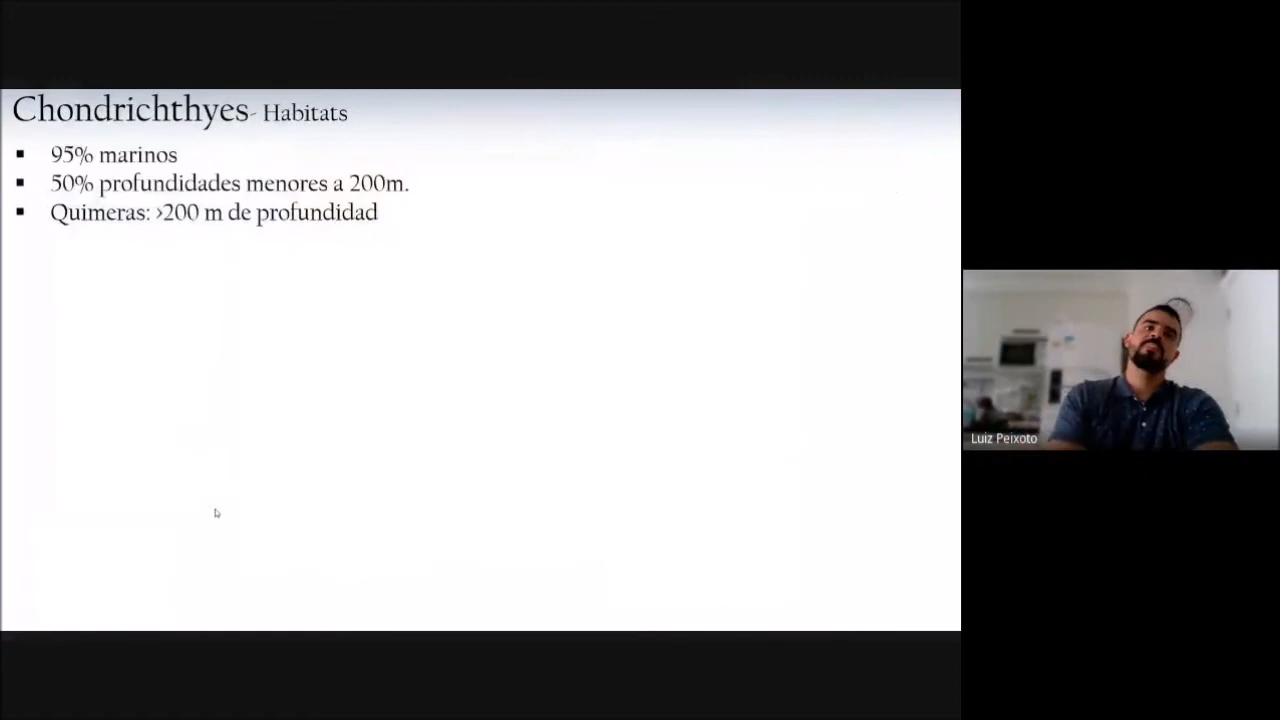 Chondrichthyes- Habitats
▪ 95% marinos
▪ 50% profundidades menores a 200m.
▪ Quimeras: >200 m de profundidad
Luiz Peixoto